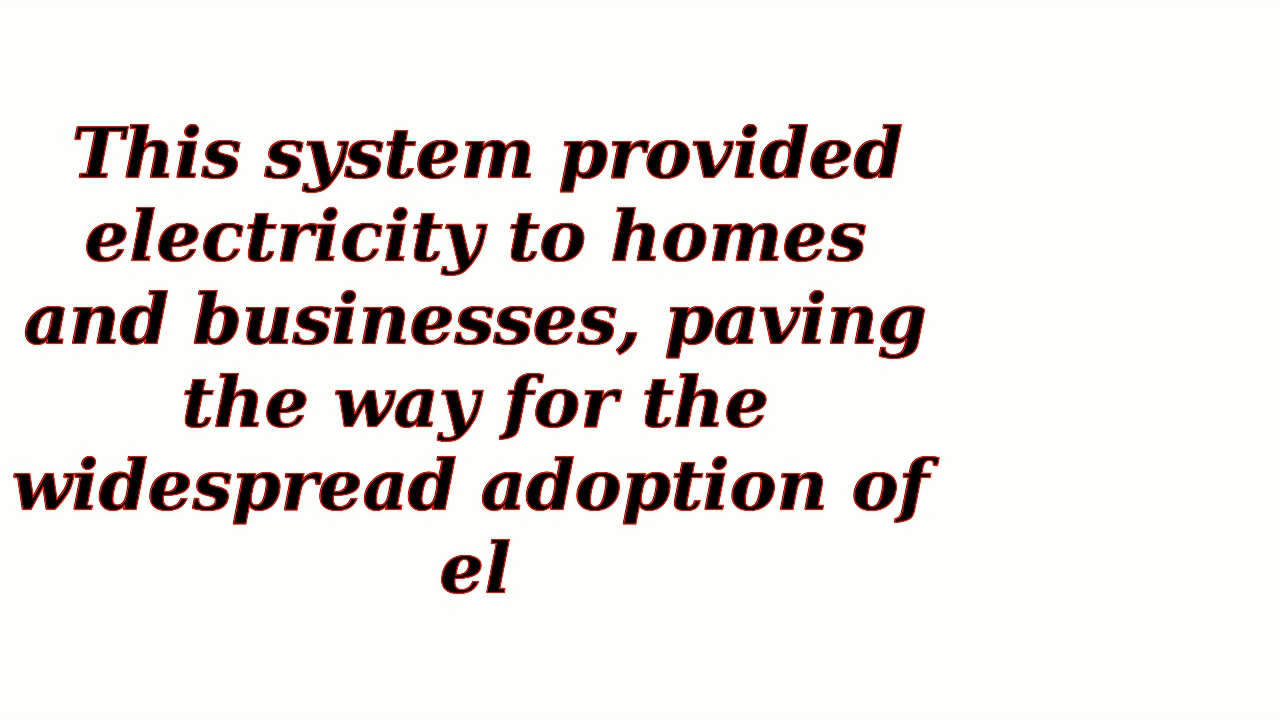 This system provided
electricity to homes
and businesses, paving
the way for the
widespread adoption of
el